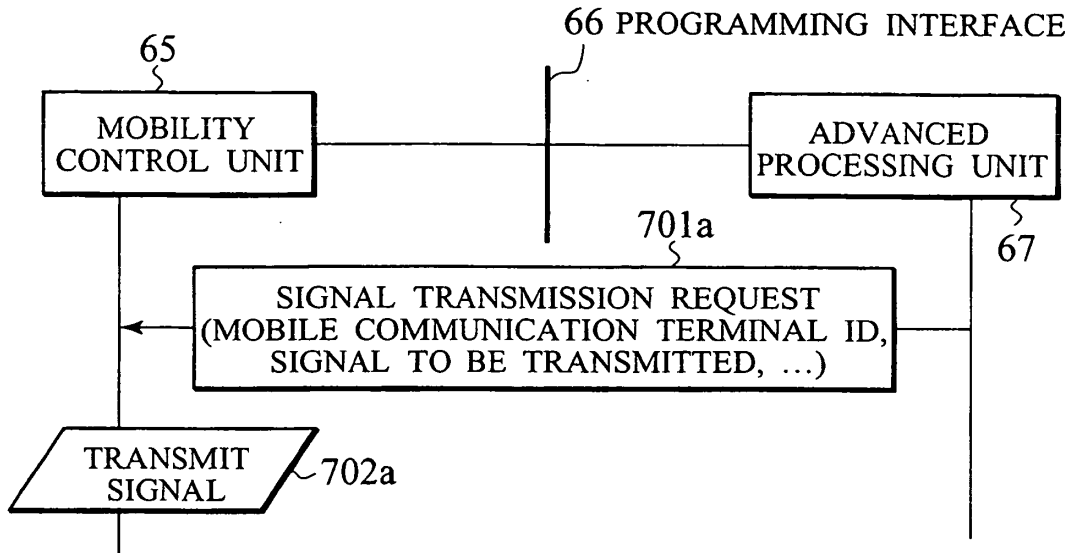 66 PROGRAMMING INTERFACE
65
MOBILITY
CONTROL UNIT
ADVANCED
PROCESSING UNIT
67
701a
SIGNAL TRANSMISSION REQUEST
(MOBILE COMMUNICATION TERMINAL ID,
SIGNAL TO BE TRANSMITTED, ...)
TRANSMIT
SIGNAL
702a